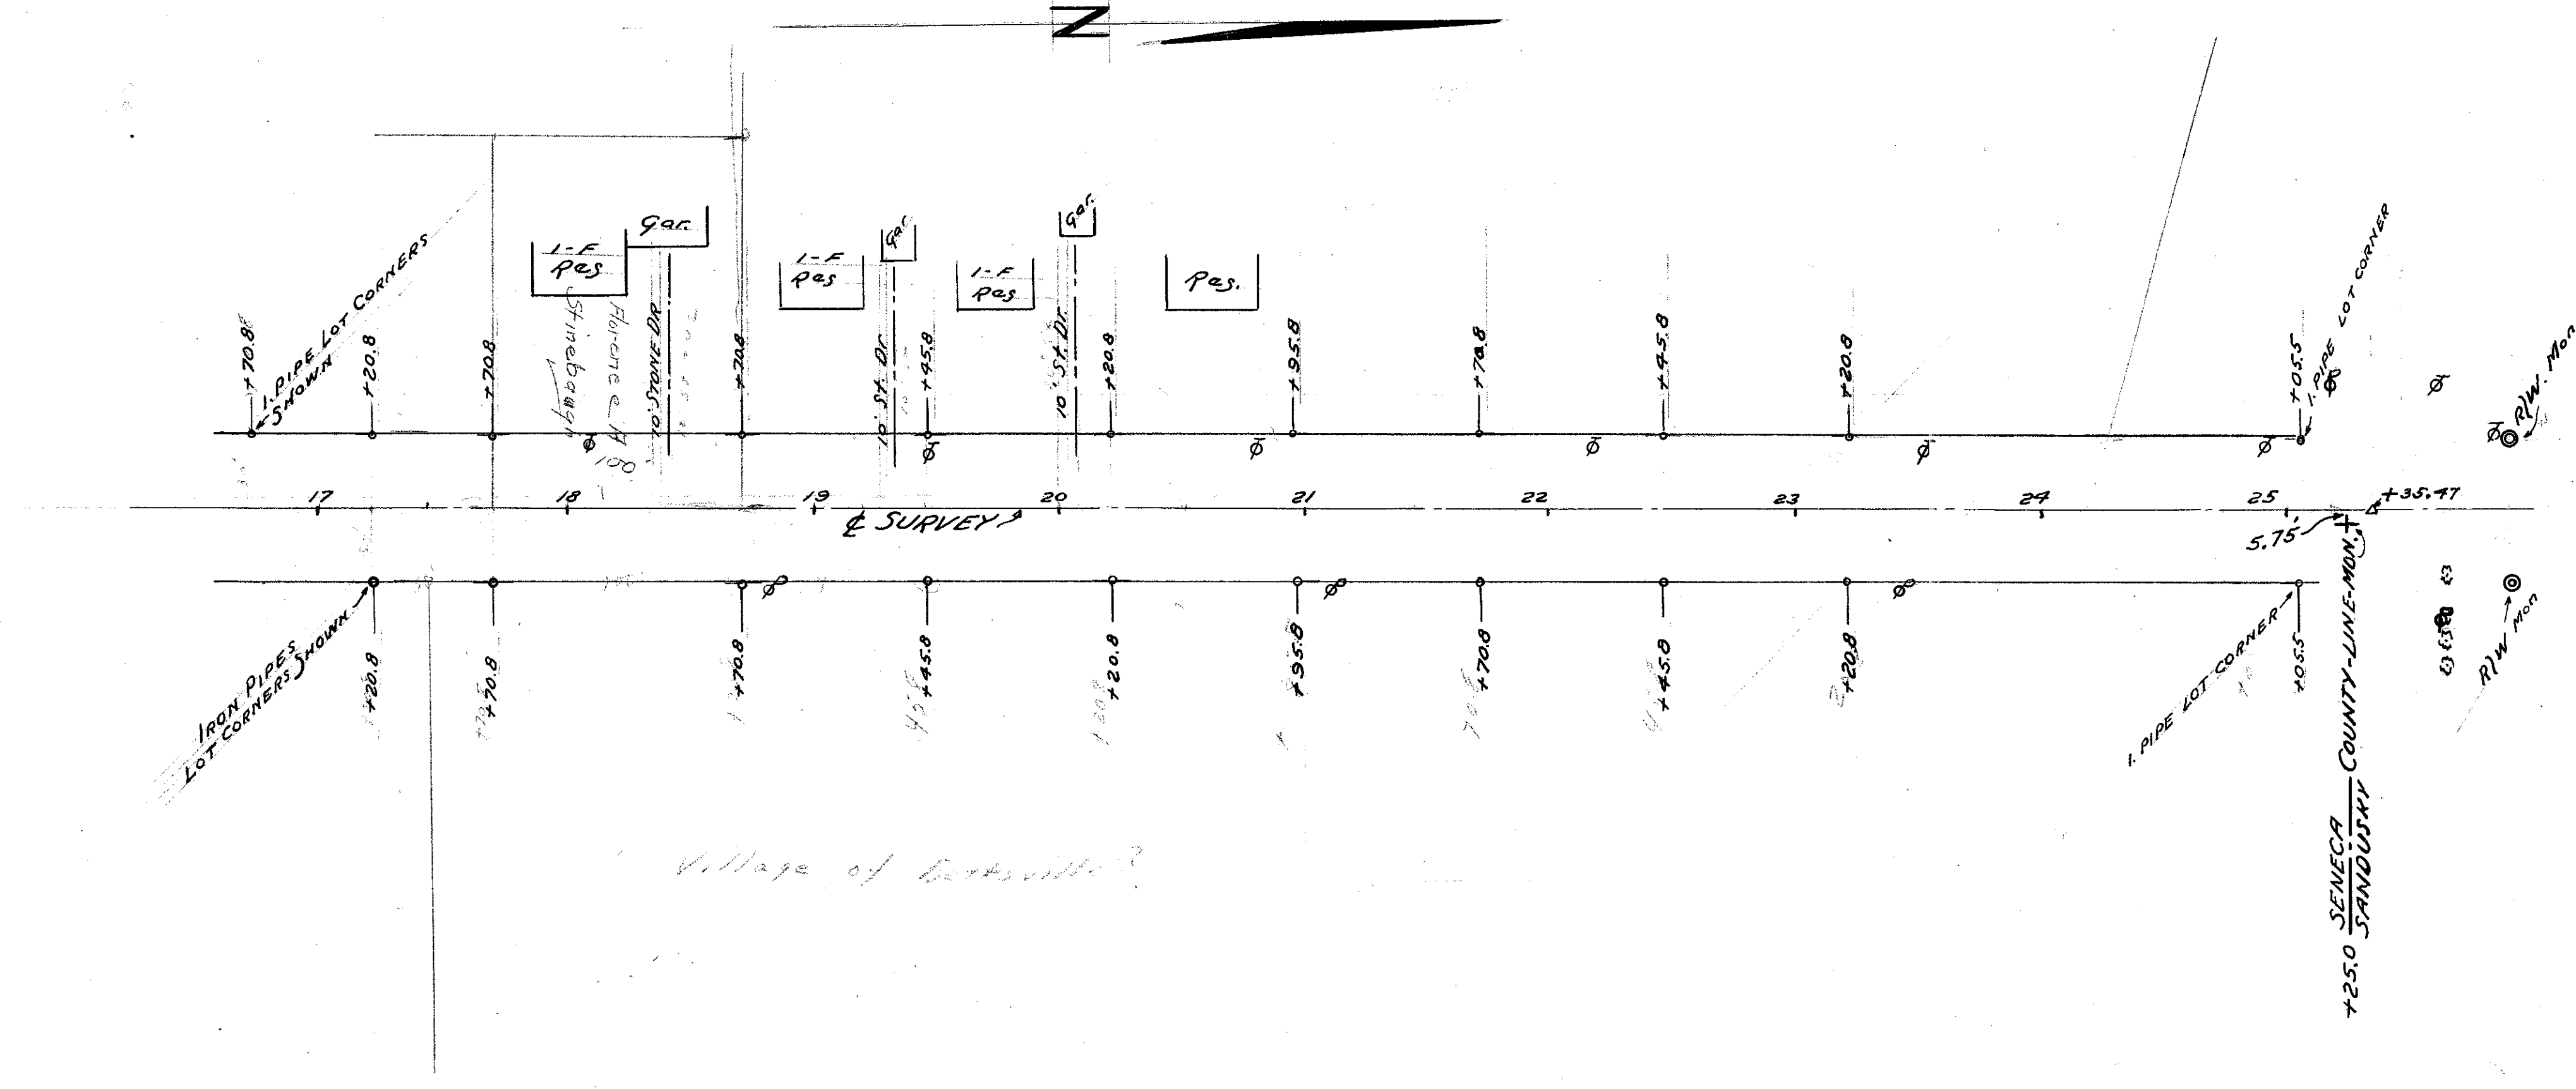 N
Gar.
1-F
Res
Gar.
1-F
Res
Gar.
1-F
Res
Res.
I. PIPE LOT CORNERS
SHOWN
Florence A
Stinebaugh
100'
10' STONE DR
10' St. Dr.
10' St. Dr.
I. PIPE LOT CORNER
R/W. Mon
+70.8
+20.8
+70.8
+70.8
+45.8
+20.8
+95.8
+70.8
+45.8
+20.8
+05.5
17
18
19
20
21
22
23
24
25
+35.47
℄ SURVEY
5.75'
IRON PIPES
LOT CORNERS SHOWN
+20.8
+70.8
+70.8
+45.8
+20.8
+95.8
+70.8
+45.8
+20.8
+05.5
I. PIPE LOT CORNER
R/W Mon
+25.0 SENECA
SANDUSKY
COUNTY-LINE-MON.
Village of